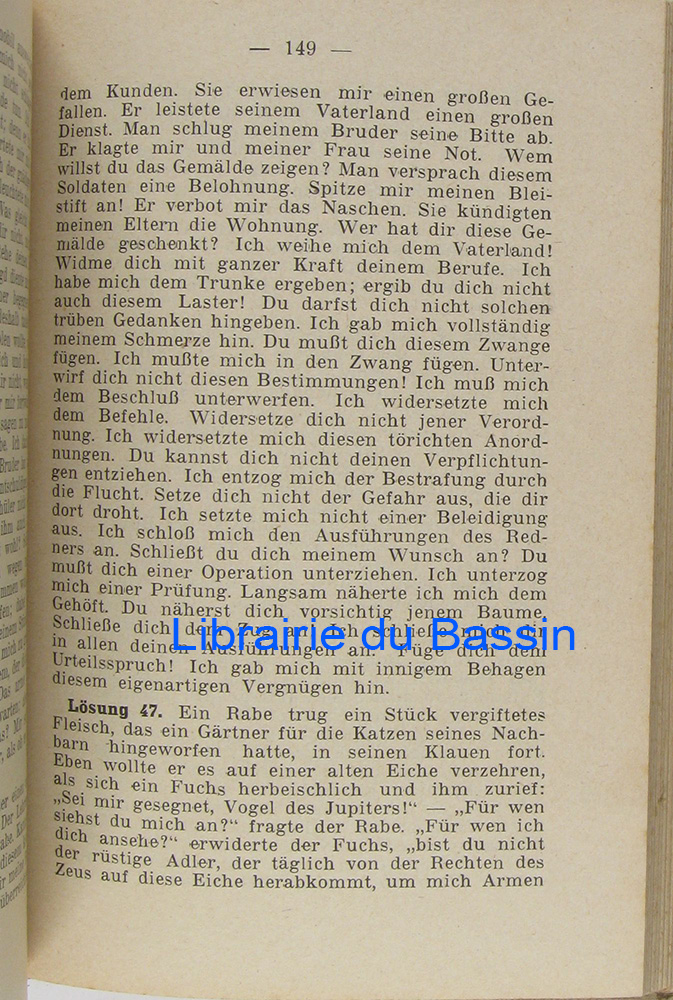 — 149 —
dem Kunden. Sie erwiesen mir einen großen Ge-
fallen. Er leistete seinem Vaterland einen großen
Dienst. Man schlug meinem Bruder seine Bitte ab.
Er klagte mir und meiner Frau seine Not. Wem
willst du das Gemälde zeigen? Man versprach diesem
Soldaten eine Belohnung. Spitze mir meinen Blei-
stift an! Er verbot mir das Naschen. Sie kündigten
meinen Eltern die Wohnung. Wer hat dir diese Ge-
mälde geschenkt? Ich weihe mich dem Vaterland!
Widme dich mit ganzer Kraft deinem Berufe. Ich
habe mich dem Trunke ergeben; ergib du dich nicht
auch diesem Laster! Du darfst dich nicht solchen
trüben Gedanken hingeben. Ich gab mich vollständig
meinem Schmerze hin. Du mußt dich diesem Zwange
fügen. Ich mußte mich in den Zwang fügen. Unter-
wirf dich nicht diesen Bestimmungen! Ich muß mich
dem Beschluß unterwerfen. Ich widersetzte mich
dem Befehle. Widersetze dich nicht jener Verord-
nung. Ich widersetzte mich diesen törichten Anord-
nungen. Du kannst dich nicht deinen Verpflichtun-
gen entziehen. Ich entzog mich der Bestrafung durch
die Flucht. Setze dich nicht der Gefahr aus, die dir
dort droht. Ich setzte mich nicht einer Beleidigung
aus. Ich schloß mich den Ausführungen des Red-
ners an. Schließt du dich meinem Wunsch an? Du
mußt dich einer Operation unterziehen. Ich unterzog
mich einer Prüfung. Langsam näherte ich mich dem
Gehöft. Du näherst dich vorsichtig jenem Baume.
Schließe dich dem Zug an. Ich schließe mich dir
in allen deinen Ausführungen an. Füge dich dem
Urteilsspruch! Ich gab mich mit innigem Behagen
diesem eigenartigen Vergnügen hin.
Lösung 47. Ein Rabe trug ein Stück vergiftetes
Fleisch, das ein Gärtner für die Katzen seines Nach-
barn hingeworfen hatte, in seinen Klauen fort.
Eben wollte er es auf einer alten Eiche verzehren,
als sich ein Fuchs herbeischlich und ihm zurief:
„Sei mir gesegnet, Vogel des Jupiters!“ — „Für wen
siehst du mich an?“ fragte der Rabe. „Für wen ich
dich ansehe?“ erwiderte der Fuchs, „bist du nicht
der rüstige Adler, der täglich von der Rechten des
Zeus auf diese Eiche herabkommt, um mich Armen
Librairie du Bassin